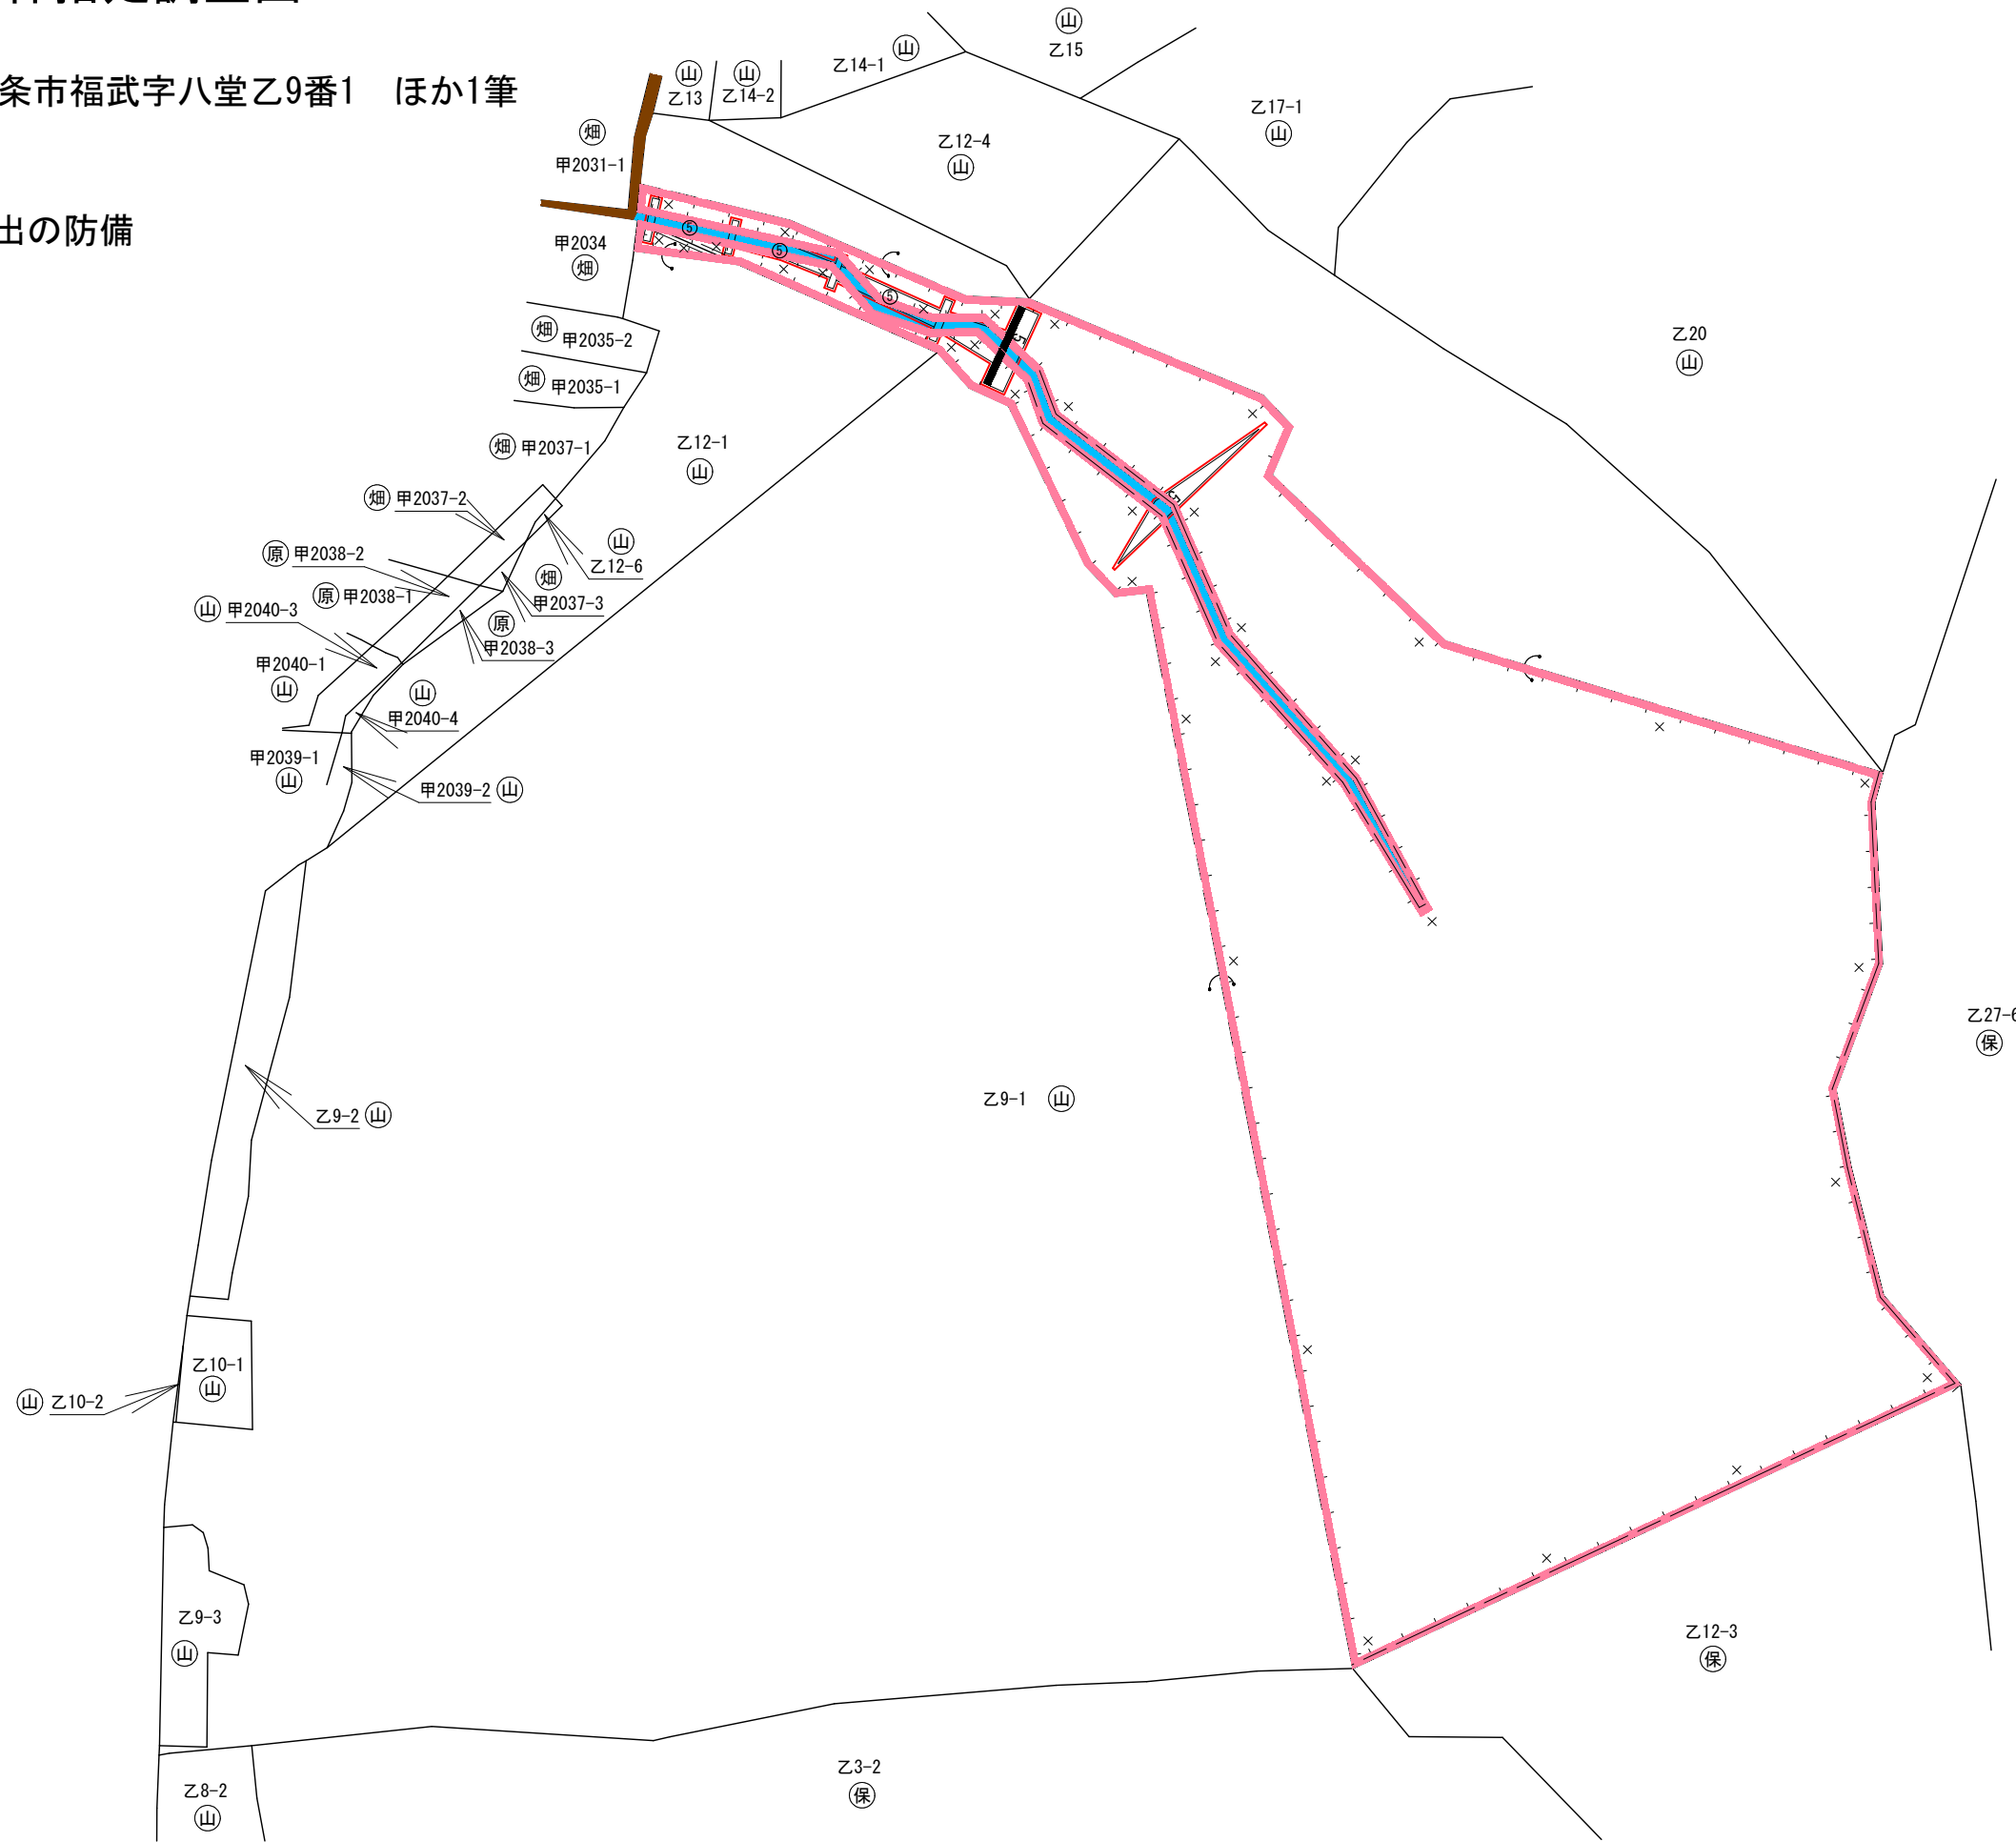 条市福武字八堂乙9番1　ほか1筆
出の防備
山
乙15
乙14-1 山
山
乙13
山
乙14-2
乙17-1
山
畑
甲2031-1
乙12-4
山
甲2034
畑
⑤
⑤
⑤
5
5
畑 甲2035-2
乙20
山
畑 甲2035-1
畑 甲2037-1
乙12-1
山
畑 甲2037-2
山
乙12-6
原 甲2038-2
畑
甲2037-3
原 甲2038-1
山 甲2040-3
原
甲2038-3
甲2040-1
山
山
甲2040-4
甲2039-1
山
甲2039-2 山
乙27-6
保
乙9-1 山
乙9-2 山
乙10-1
山
山 乙10-2
乙9-3
山
乙12-3
保
乙3-2
保
乙8-2
山